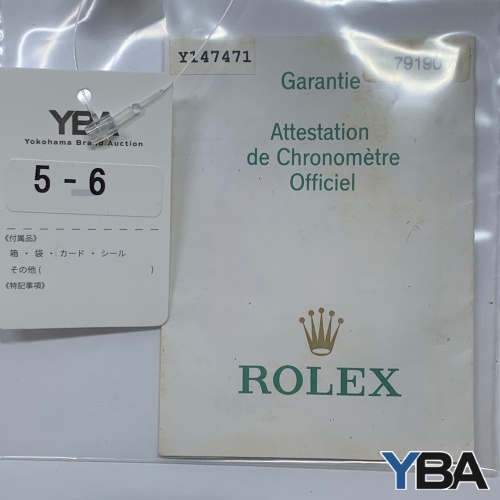 YBA
Yokohama Brand Auction
5 - 6
《付属品》
箱 ・ 袋 ・ カード ・ シール
その他 ( )
《特記事項》
Y147471
79190
Garantie
Attestation
de Chronomètre
Officiel
ROLEX
YBA